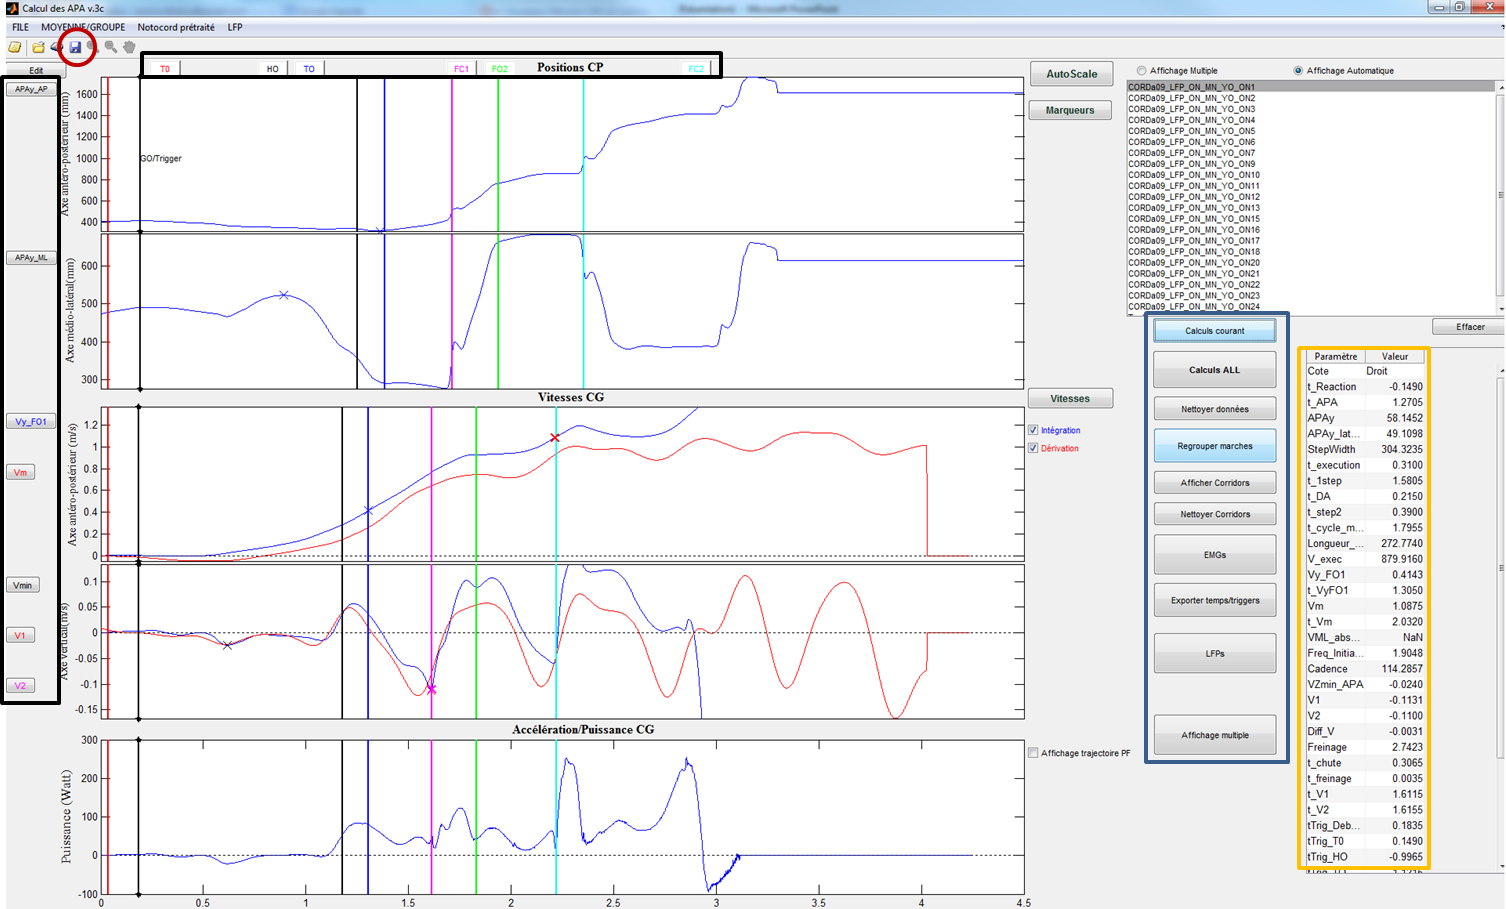 Calcul des APA v.3c
FILE MOYENNE/GROUPE Notocord prétraité LFP
Edit
T0 HO TO FC1 FO2 Positions CP FC2
APAy_AP
APAy_ML
Vy_FO1
Vm
Vmin
V1
V2
Axe antéro-postérieur (mm)
1600
1400
1200
1000
800
600
400
GO/Trigger
Axe médio-latéral(mm)
600
500
400
300
Vitesses CG
Axe antéro-postérieur (m/s)
1.2
1
0.8
0.6
0.4
0.2
0
Axe vertical(m/s)
0.1
0.05
0
-0.05
-0.1
-0.15
Accélération/Puissance CG
Puissance (Watt)
300
200
100
0
-100
0 0.5 1 1.5 2 2.5 3 3.5 4 4.5
AutoScale
Marqueurs
Vitesses
Intégration
Dérivation
Affichage trajectoire PF
Affichage Multiple Affichage Automatique
CORDa09_LFP_ON_MN_YO_ON1
CORDa09_LFP_ON_MN_YO_ON2
CORDa09_LFP_ON_MN_YO_ON3
CORDa09_LFP_ON_MN_YO_ON4
CORDa09_LFP_ON_MN_YO_ON5
CORDa09_LFP_ON_MN_YO_ON6
CORDa09_LFP_ON_MN_YO_ON7
CORDa09_LFP_ON_MN_YO_ON9
CORDa09_LFP_ON_MN_YO_ON10
CORDa09_LFP_ON_MN_YO_ON11
CORDa09_LFP_ON_MN_YO_ON12
CORDa09_LFP_ON_MN_YO_ON13
CORDa09_LFP_ON_MN_YO_ON15
CORDa09_LFP_ON_MN_YO_ON16
CORDa09_LFP_ON_MN_YO_ON17
CORDa09_LFP_ON_MN_YO_ON18
CORDa09_LFP_ON_MN_YO_ON20
CORDa09_LFP_ON_MN_YO_ON21
CORDa09_LFP_ON_MN_YO_ON22
CORDa09_LFP_ON_MN_YO_ON23
CORDa09_LFP_ON_MN_YO_ON24
Effacer
Calculs courant
Calculs ALL
Nettoyer données
Regrouper marches
Afficher Corridors
Nettoyer Corridors
EMGs
Exporter temps/triggers
LFPs
Affichage multiple
Paramètre Valeur
Cote Droit
t_Reaction -0.1490
t_APA 1.2705
APAy 58.1452
APAy_lat... 49.1098
StepWidth 304.3235
t_execution 0.3100
t_1step 1.5805
t_DA 0.2150
t_step2 0.3900
t_cycle_m... 1.7955
Longueur_... 272.7740
V_exec 879.9160
Vy_FO1 0.4143
t_VyFO1 1.3050
Vm 1.0875
t_Vm 2.0320
VML_abs... NaN
Freq_Initia... 1.9048
Cadence 114.2857
VZmin_APA -0.0240
V1 -0.1131
V2 -0.1100
Diff_V -0.0031
Freinage 2.7423
t_chute 0.3065
t_freinage 0.0035
t_V1 1.6115
t_V2 1.6155
tTrig_Deb... 0.1835
tTrig_T0 0.1490
tTrig_HO -0.9965